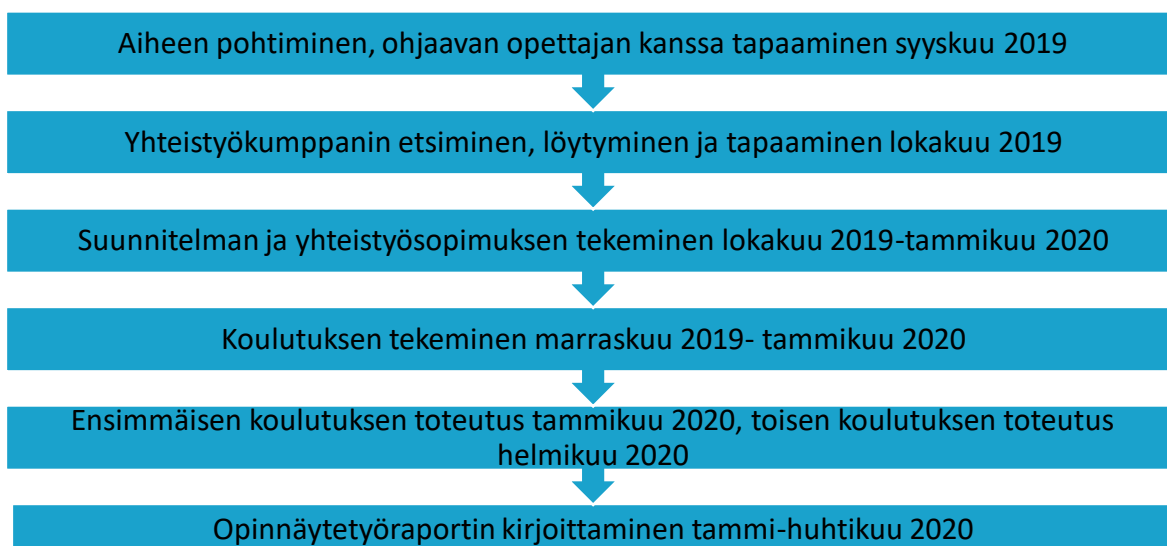 Aiheen pohtiminen, ohjaavan opettajan kanssa tapaaminen syyskuu 2019
Yhteistyökumppanin etsiminen, löytyminen ja tapaaminen lokakuu 2019
Suunnitelman ja yhteistyösopimuksen tekeminen lokakuu 2019-tammikuu 2020
Koulutuksen tekeminen marraskuu 2019- tammikuu 2020
Ensimmäisen koulutuksen toteutus tammikuu 2020, toisen koulutuksen toteutus
helmikuu 2020
Opinnäytetyöraportin kirjoittaminen tammi-huhtikuu 2020